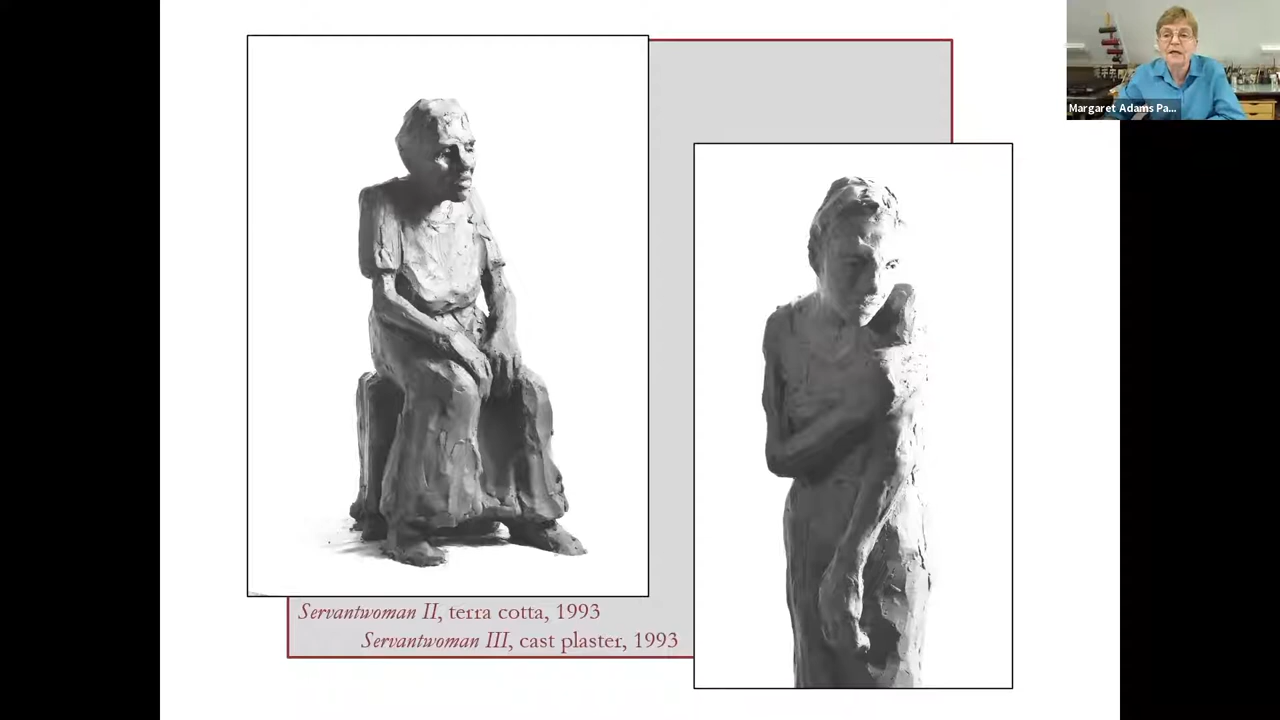 Margaret Adams Pa...
Servantwoman II, terra cotta, 1993
Servantwoman III, cast plaster, 1993